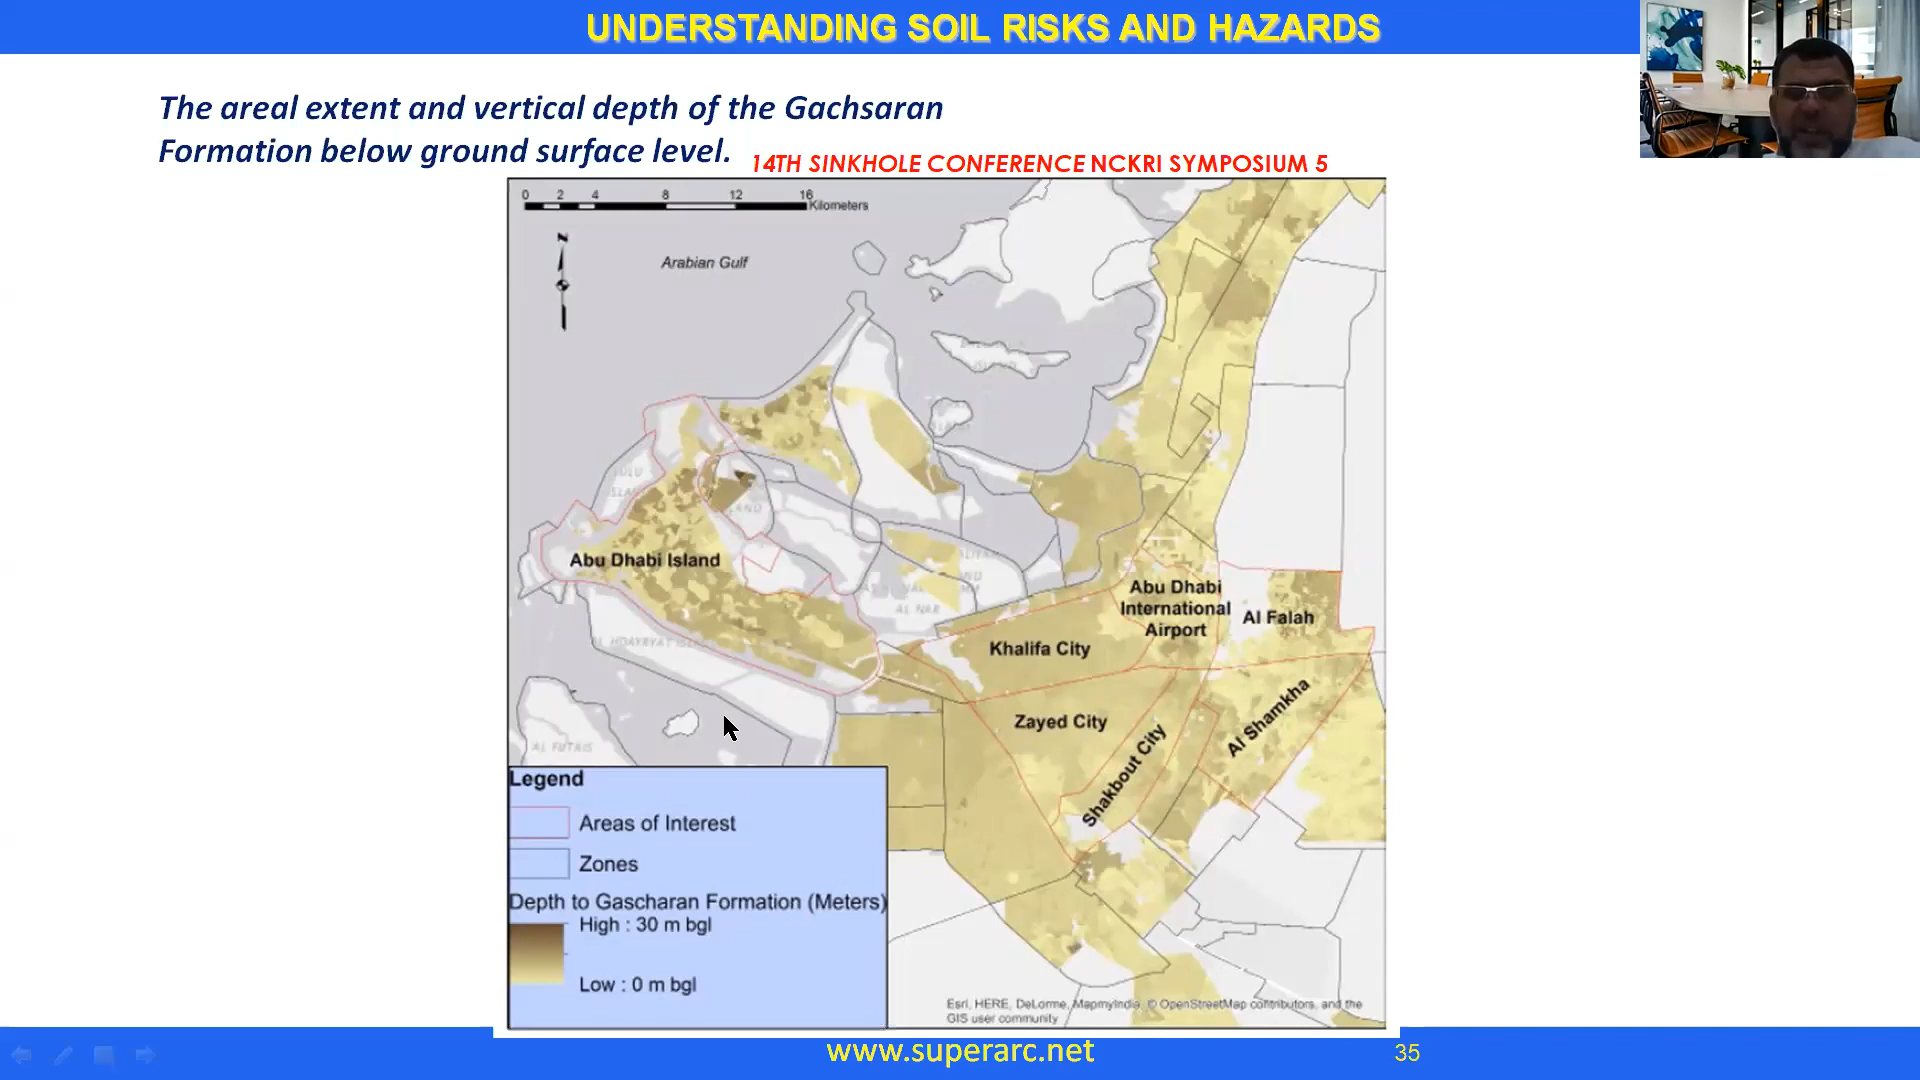 UNDERSTANDING SOIL RISKS AND HAZARDS
The areal extent and vertical depth of the Gachsaran
Formation below ground surface level.
14TH SINKHOLE CONFERENCE NCKRI SYMPOSIUM 5
0 2 4 8 12 16
Kilometers
N
Arabian Gulf
Abu Dhabi Island
AL NAR
Abu Dhabi
International
Airport
Al Falah
Khalifa City
Zayed City
Shakbout City
Al Shamkha
AL FUTAIS
Legend
Areas of Interest
Zones
Depth to Gascharan Formation (Meters)
High : 30 m bgl
Low : 0 m bgl
Esri, HERE, DeLorme, MapmyIndia, © OpenStreetMap contributors, and the
GIS user community
www.superarc.net
35